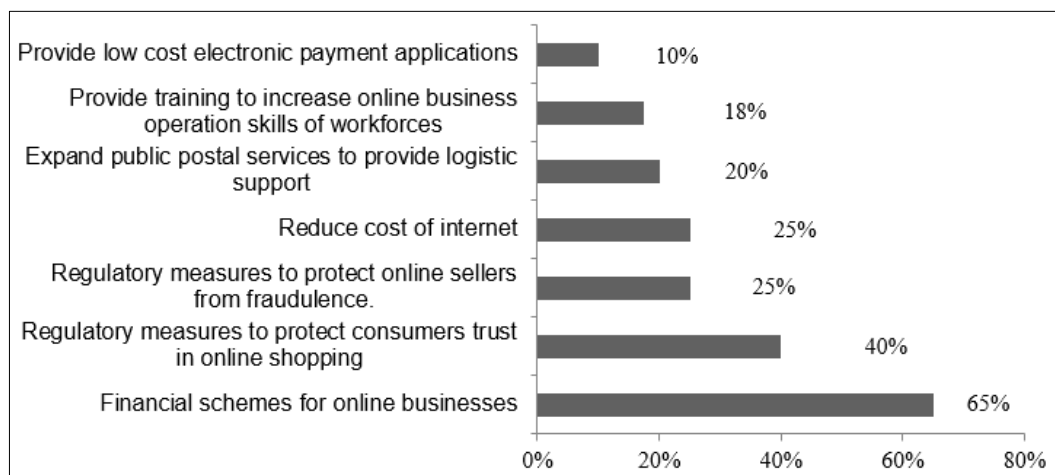 Provide low cost electronic payment applications
10%
Provide training to increase online business
operation skills of workforces
18%
Expand public postal services to provide logistic
support
20%
Reduce cost of internet
25%
Regulatory measures to protect online sellers
from fraudulence.
25%
Regulatory measures to protect consumers trust
in online shopping
40%
Financial schemes for online businesses
65%
0% 20% 40% 60% 80%